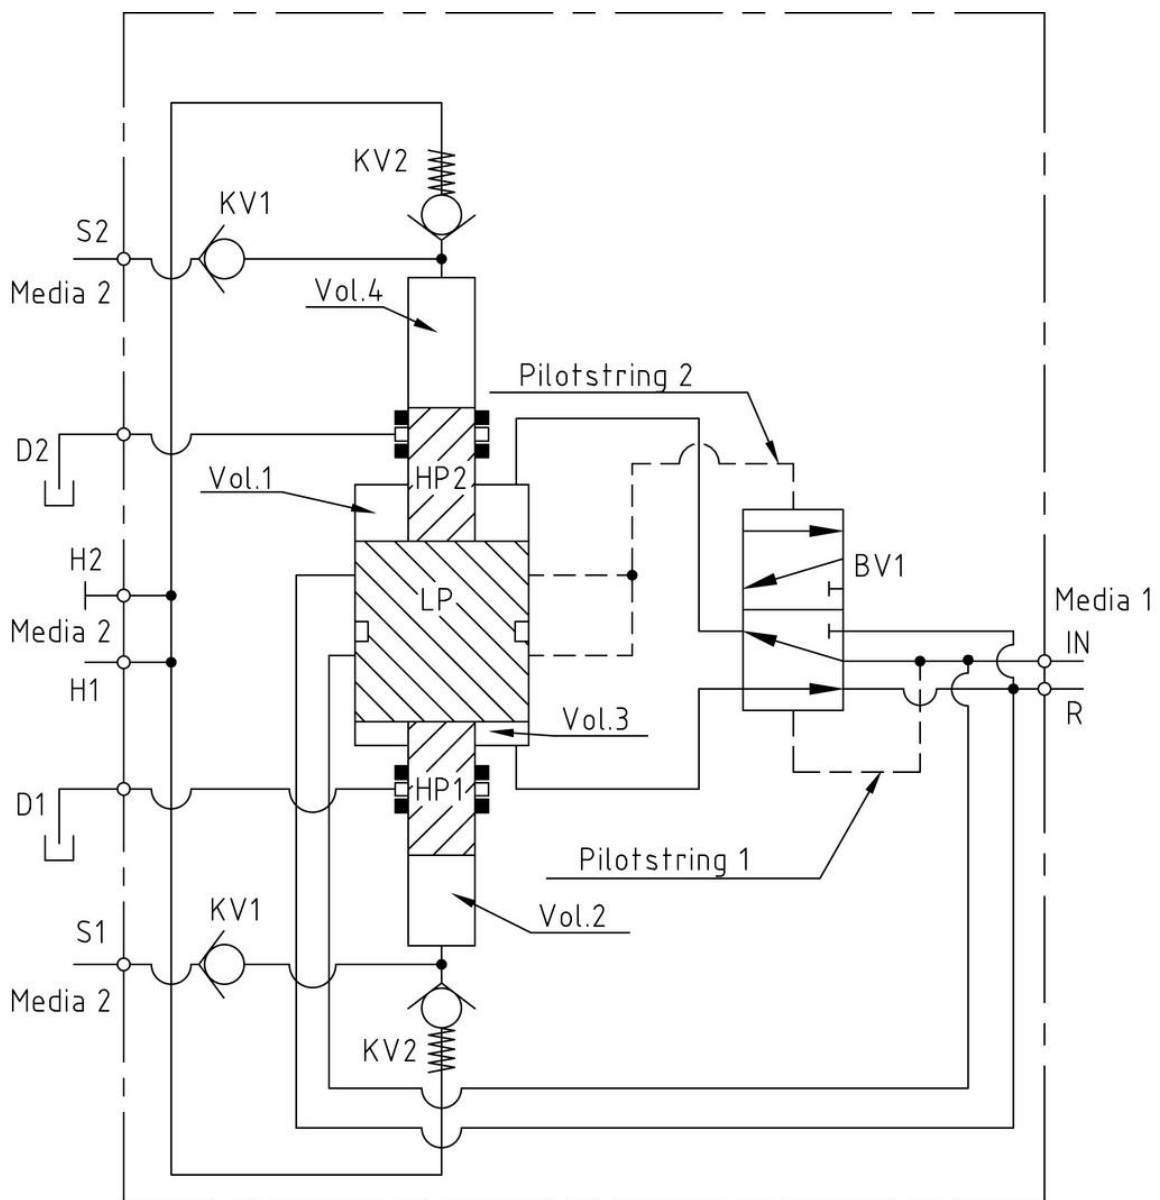 KV2
KV1
S2
Media 2
Vol.4
Pilotstring 2
D2
Vol.1
HP2
H2
BV1
LP
Media 1
Media 2
IN
H1
R
Vol.3
HP1
D1
Pilotstring 1
KV1
Vol.2
S1
Media 2
KV2